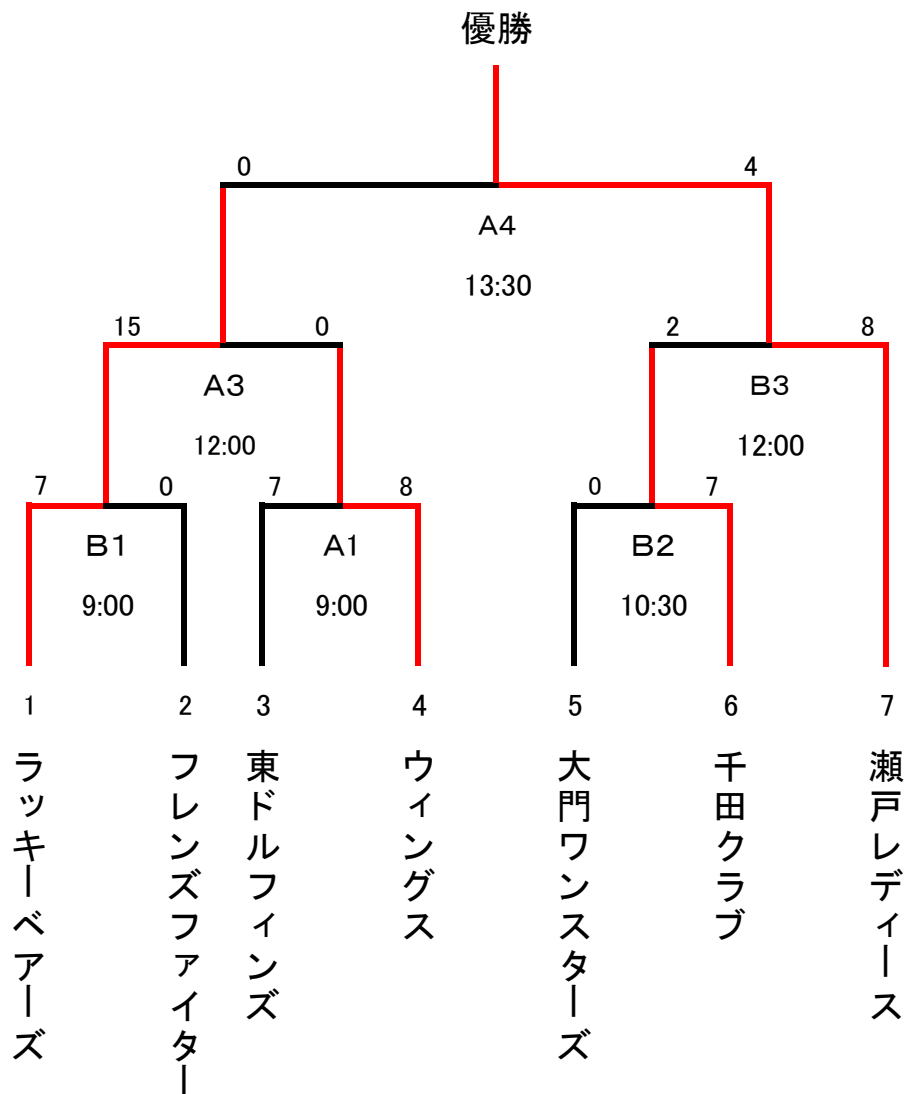 優勝
0 4
A4
13:30
15 0 2 8
A3 B3
12:00 12:00
7 0 7 8 0 7
B1 A1 B2
9:00 9:00 10:30
1 2 3 4 5 6 7
ラッキーベアーズ
フレンズファイター
東ドルフィンズ
ウィングス
大門ワンスターズ
千田クラブ
瀬戸レディース